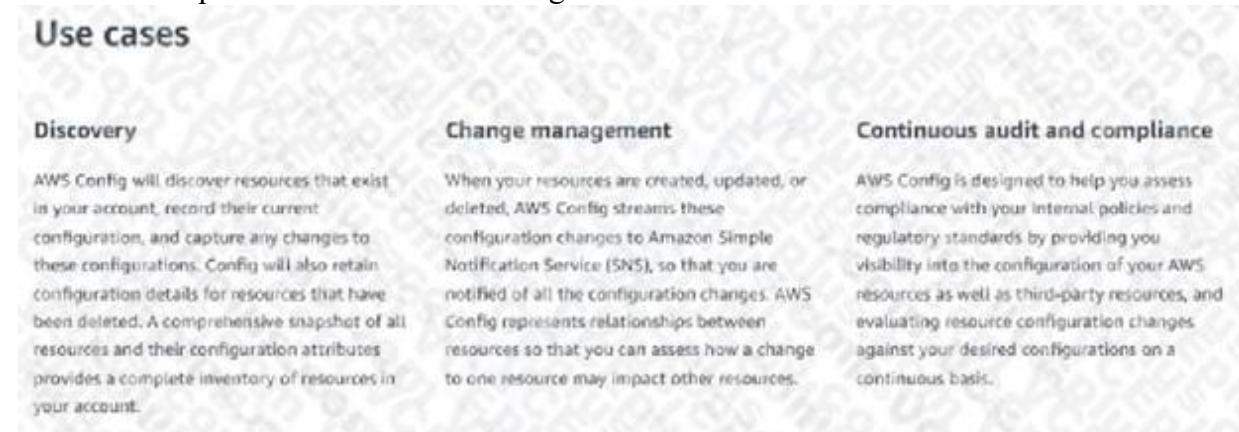 Use cases
Discovery
AWS Config will discover resources that exist
in your account, record their current
configuration, and capture any changes to
these configurations. Config will also retain
configuration details for resources that have
been deleted. A comprehensive snapshot of all
resources and their configuration attributes
provides a complete inventory of resources in
your account.
Change management
When your resources are created, updated, or
deleted, AWS Config streams these
configuration changes to Amazon Simple
Notification Service (SNS), so that you are
notified of all the configuration changes. AWS
Config represents relationships between
resources so that you can assess how a change
to one resource may impact other resources.
Continuous audit and compliance
AWS Config is designed to help you assess
compliance with your internal policies and
regulatory standards by providing you
visibility into the configuration of your AWS
resources as well as third-party resources, and
evaluating resource configuration changes
against your desired configurations on a
continuous basis.